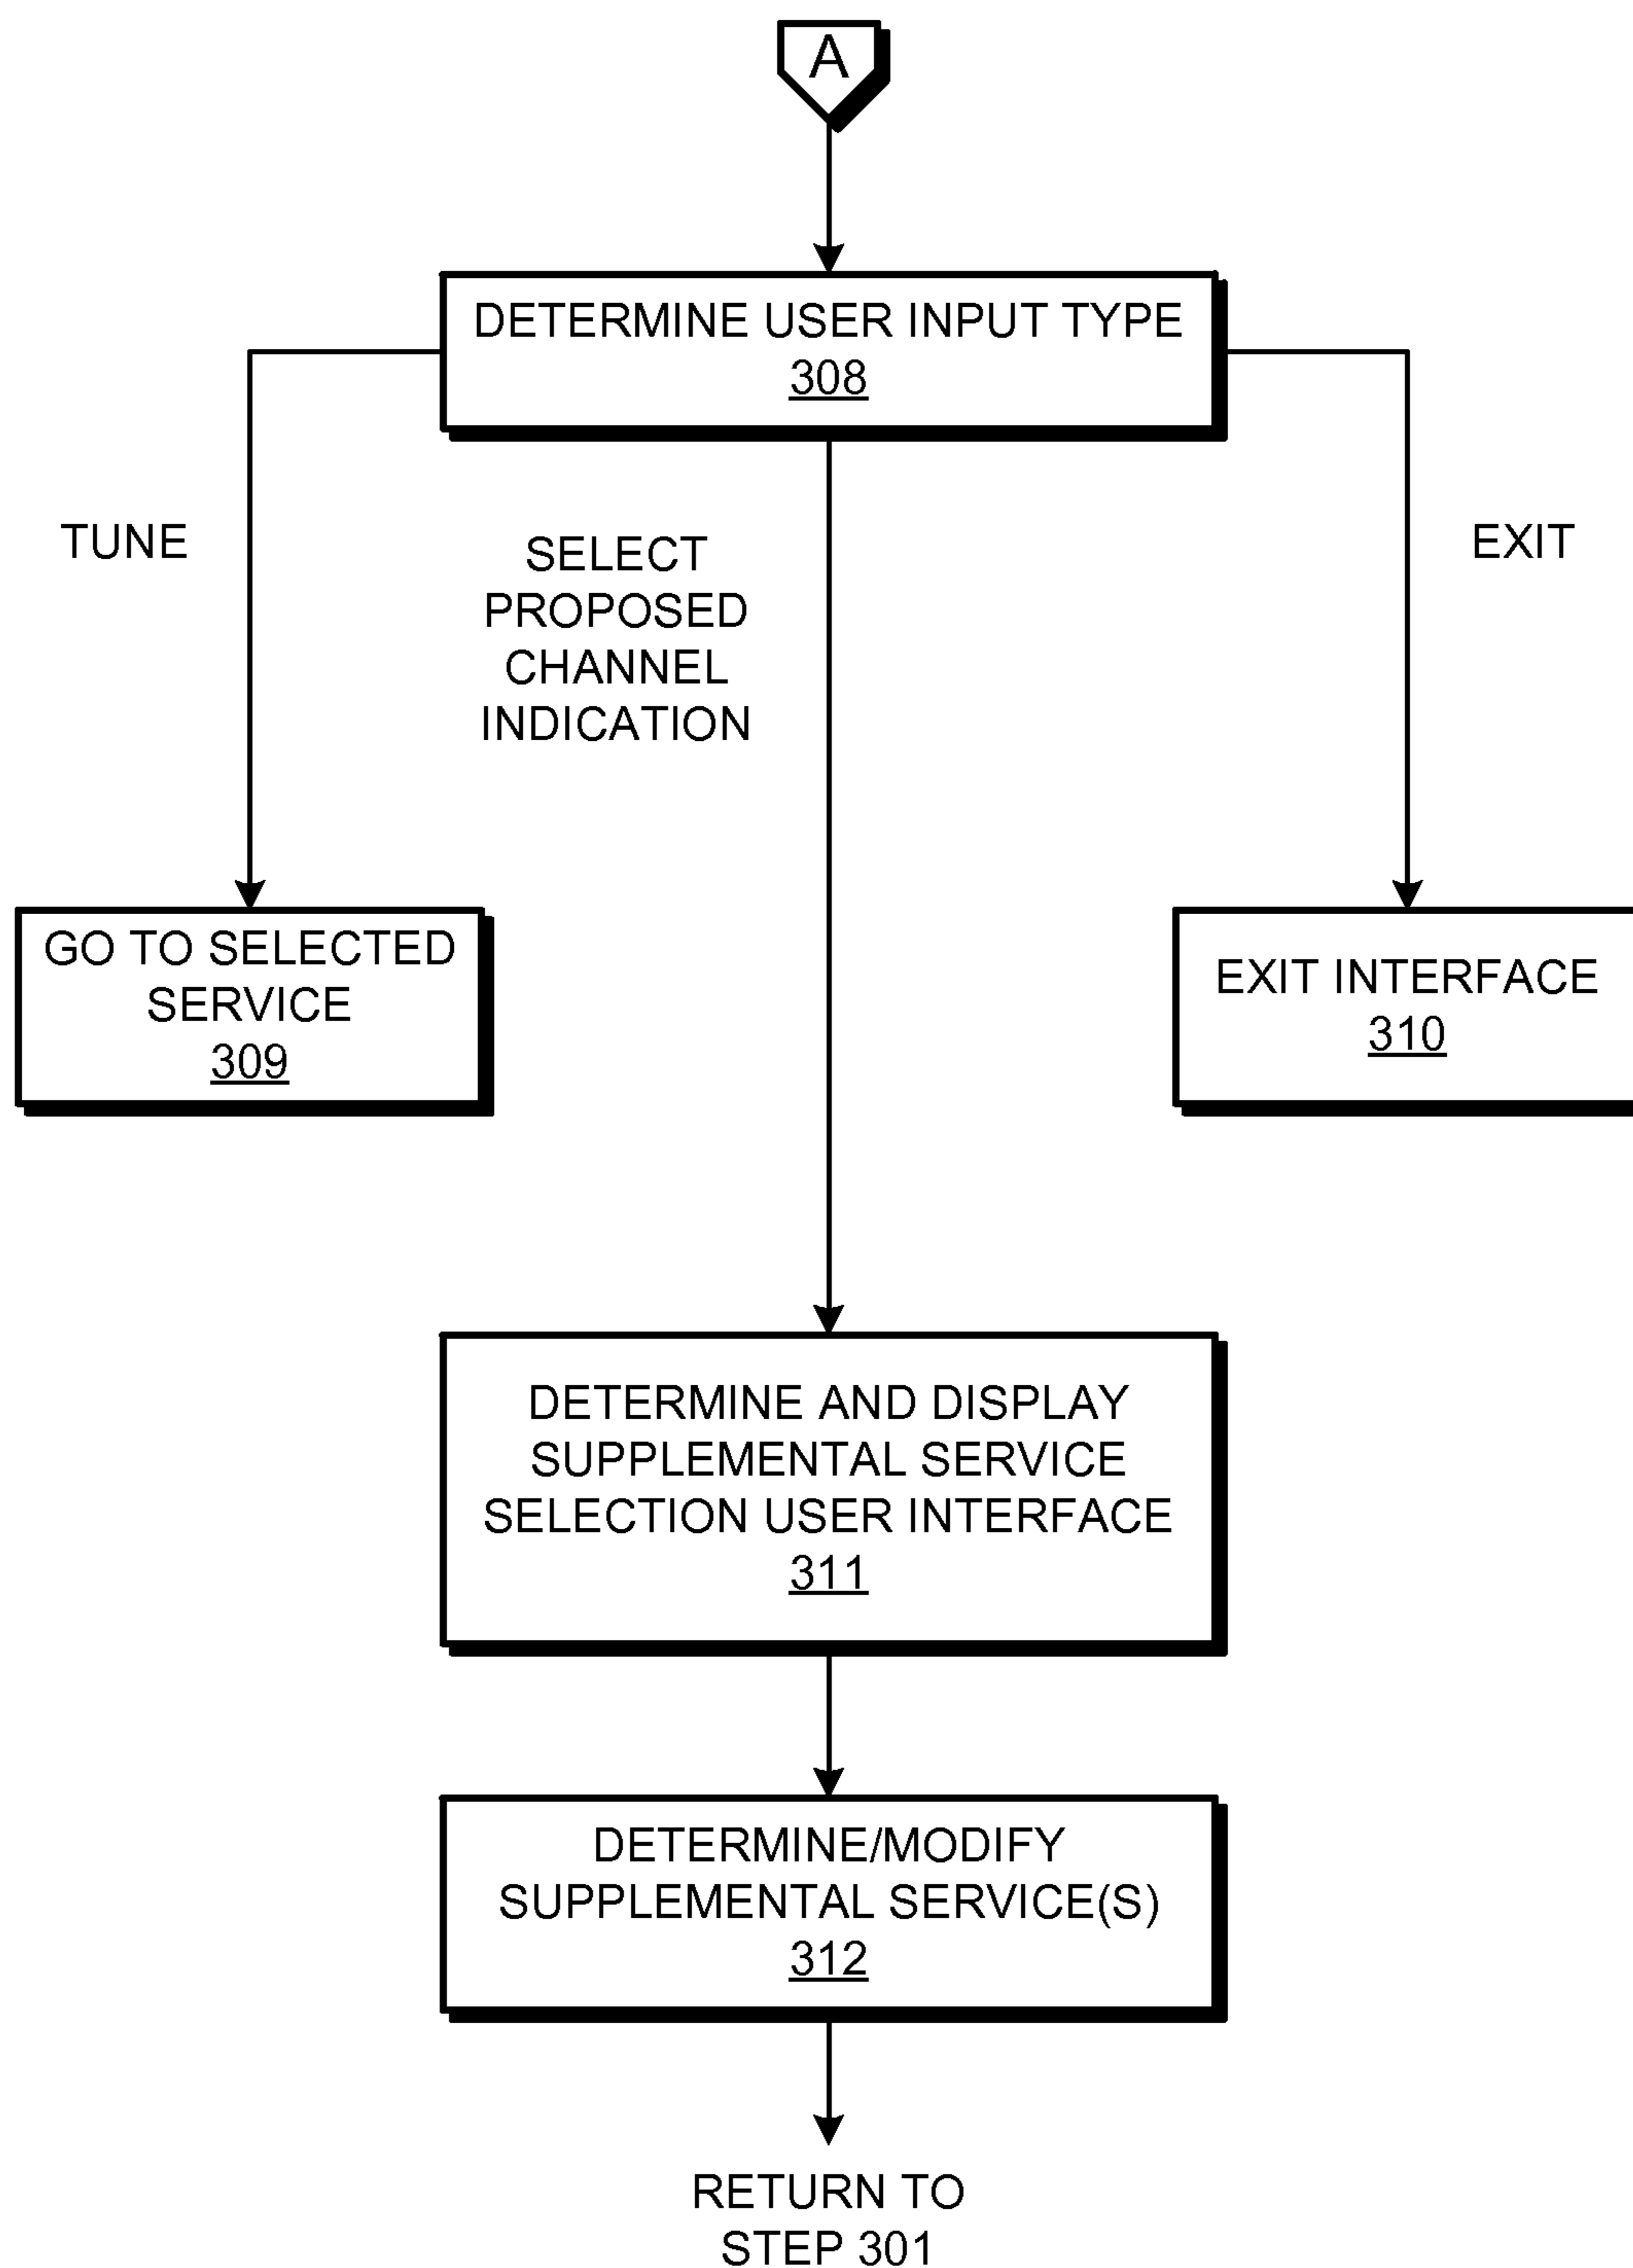 A
DETERMINE USER INPUT TYPE
308
TUNE
SELECT
PROPOSED
CHANNEL
INDICATION
EXIT
GO TO SELECTED
SERVICE
309
EXIT INTERFACE
310
DETERMINE AND DISPLAY
SUPPLEMENTAL SERVICE
SELECTION USER INTERFACE
311
DETERMINE/MODIFY
SUPPLEMENTAL SERVICE(S)
312
RETURN TO
STEP 301